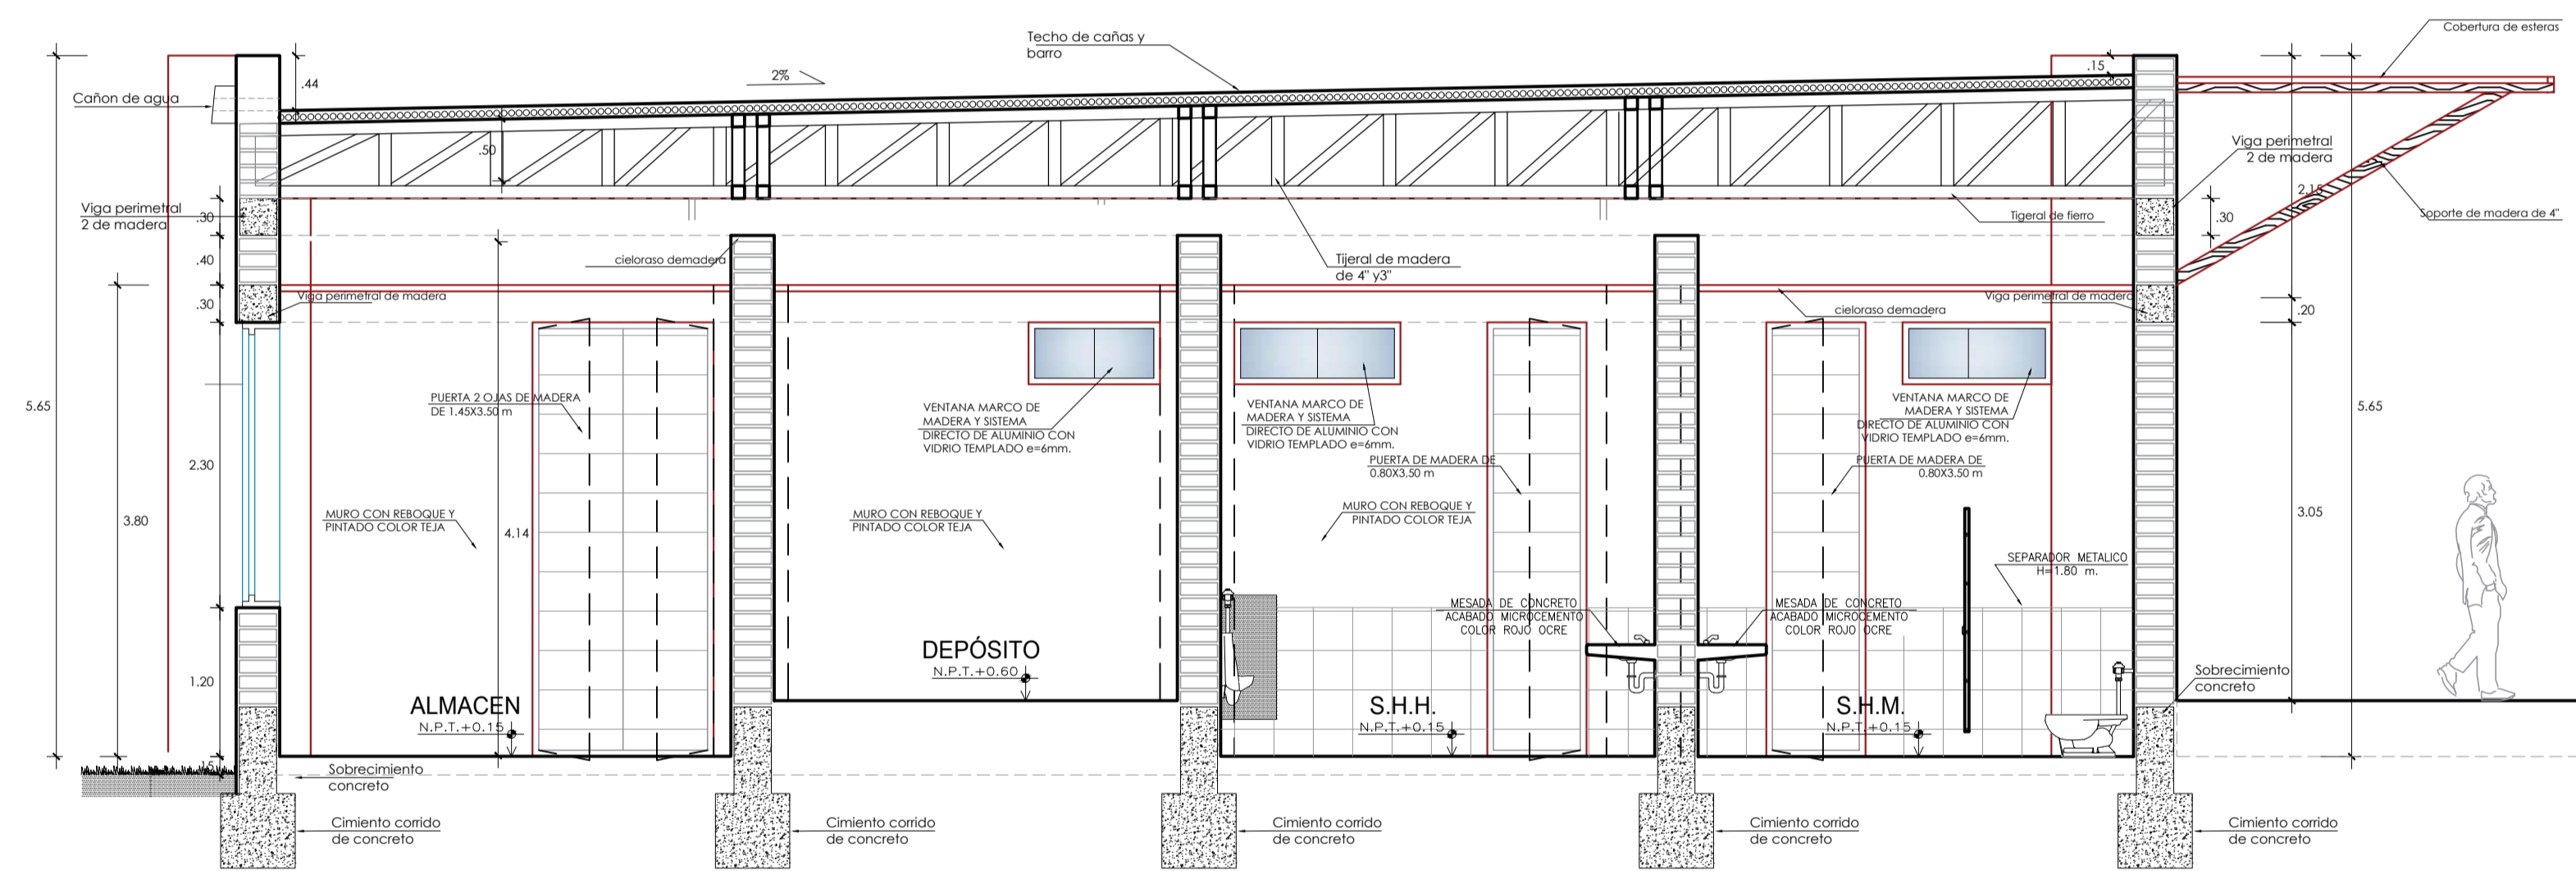 Techo de cañas y
barro
Cobertura de esteras
2%
.44
.15
Cañon de agua
.50
Viga perimetral
2 de madera
2.15
Viga perimetral
2 de madera
.30
Tigeral de fierro
.30
Soporte de madera de 4"
.40
cieloraso demadera
Tijeral de madera
de 4" y3"
.30
Viga perimetral de madera
Viga perimetral de madera
cieloraso demadera
.20
5.65
PUERTA 2 OJAS DE MADERA
DE 1.45X3.50 m
VENTANA MARCO DE
MADERA Y SISTEMA
DIRECTO DE ALUMINIO CON
VIDRIO TEMPLADO e=6mm.
VENTANA MARCO DE
MADERA Y SISTEMA
DIRECTO DE ALUMINIO CON
VIDRIO TEMPLADO e=6mm.
VENTANA MARCO DE
MADERA Y SISTEMA
DIRECTO DE ALUMINIO CON
VIDRIO TEMPLADO e=6mm.
5.65
2.30
PUERTA DE MADERA DE
0.80X3.50 m
PUERTA DE MADERA DE
0.80X3.50 m
3.80
MURO CON REBOQUE Y
PINTADO COLOR TEJA
4.14
MURO CON REBOQUE Y
PINTADO COLOR TEJA
MURO CON REBOQUE Y
PINTADO COLOR TEJA
3.05
SEPARADOR METALICO
H=1.80 m.
MESADA DE CONCRETO
ACABADO MICROCEMENTO
COLOR ROJO OCRE
MESADA DE CONCRETO
ACABADO MICROCEMENTO
COLOR ROJO OCRE
1.20
DEPÓSITO
N.P.T.+0.60
ALMACEN
N.P.T.+0.15
S.H.H.
N.P.T.+0.15
S.H.M.
N.P.T.+0.15
Sobrecimiento
concreto
.15
Sobrecimiento
concreto
Cimiento corrido
de concreto
Cimiento corrido
de concreto
Cimiento corrido
de concreto
Cimiento corrido
de concreto
Cimiento corrido
de concreto